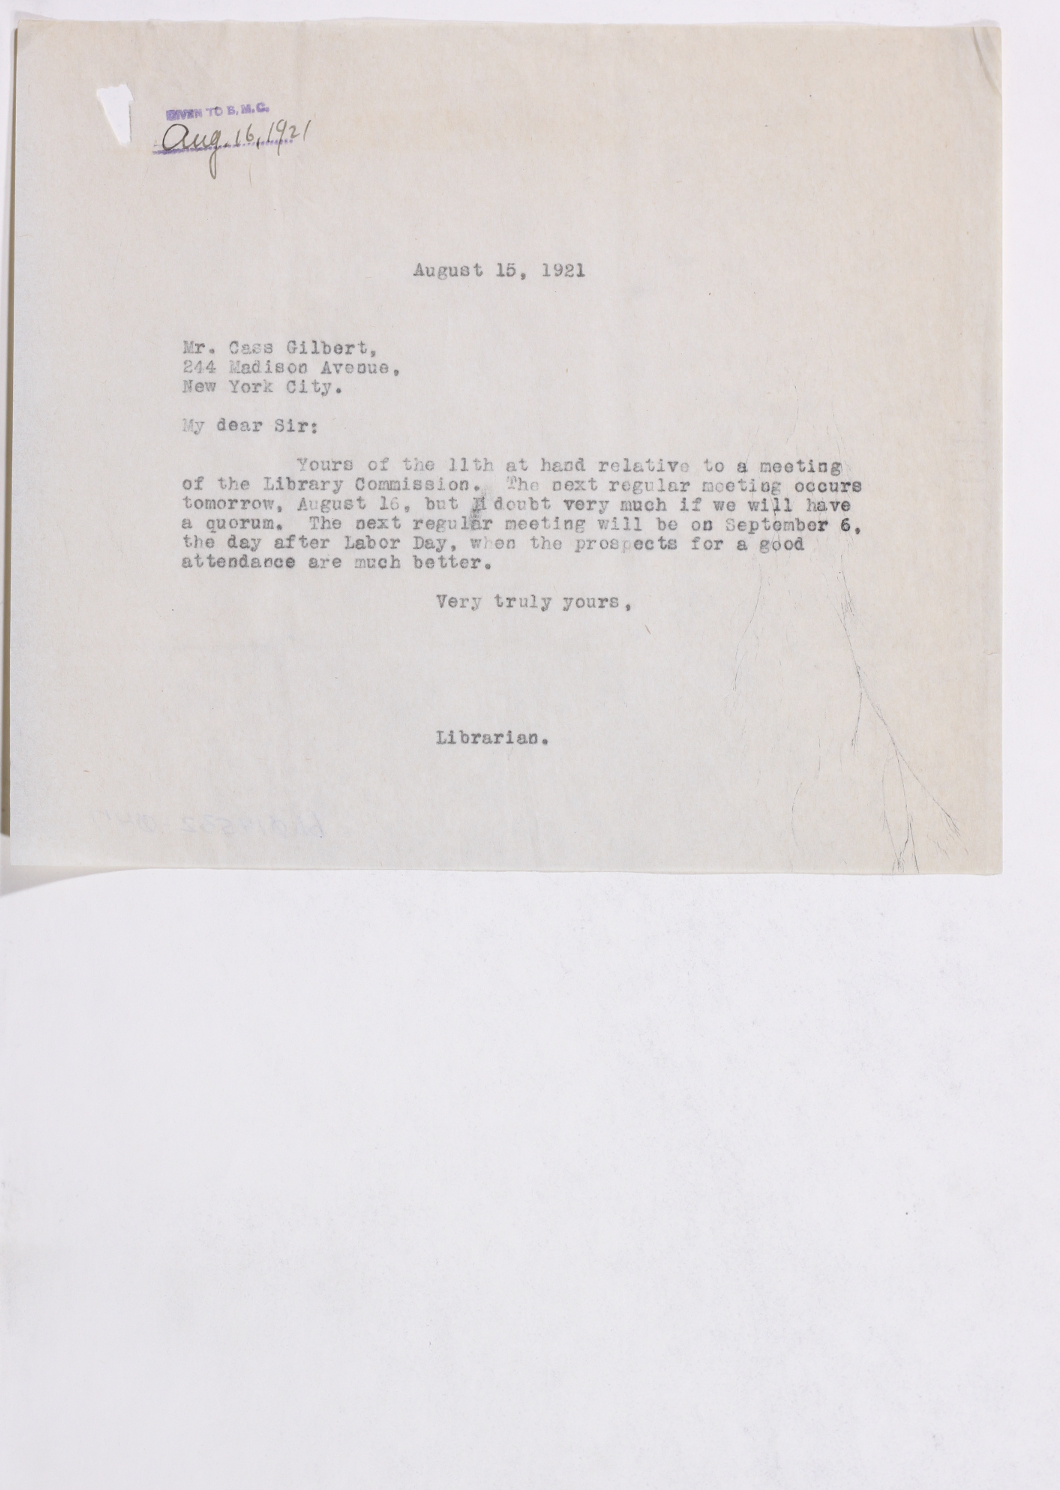 GIVEN TO B. M. C.
Aug. 16, 1921
August 15, 1921
Mr. Cass Gilbert,
244 Madison Avenue,
New York City.
My dear Sir:
Yours of the 11th at hand relative to a meeting
of the Library Commission. The next regular meeting occurs
tomorrow, August 16, but I doubt very much if we will have
a quorum. The next regular meeting will be on September 6,
the day after Labor Day, when the prospects for a good
attendance are much better.
Very truly yours,
Librarian.